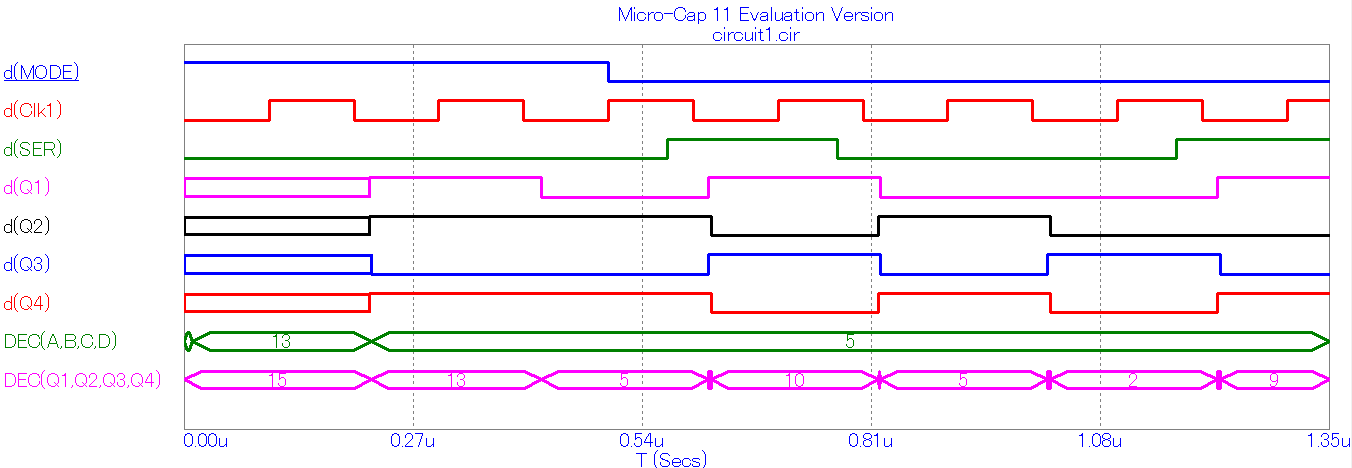 Micro-Cap 11 Evaluation Version
circuit1.cir
d(MODE)
d(Clk1)
d(SER)
d(Q1)
d(Q2)
d(Q3)
d(Q4)
DEC(A,B,C,D) 13 5
DEC(Q1,Q2,Q3,Q4) 15 13 5 10 5 2 9
0.00u 0.27u 0.54u 0.81u 1.08u 1.35u
T (Secs)